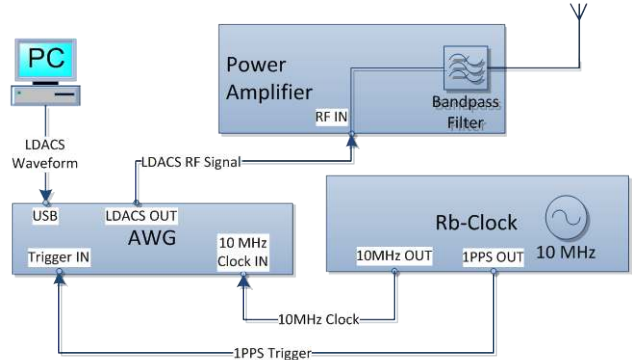 PC
Power
Amplifier
Bandpass
Filter
RF IN
LDACS
Waveform
LDACS RF Signal
USB
LDACS OUT
AWG
Trigger IN
10 MHz
Clock IN
Rb-Clock
10 MHz
10MHz OUT
1PPS OUT
10MHz Clock
1PPS Trigger